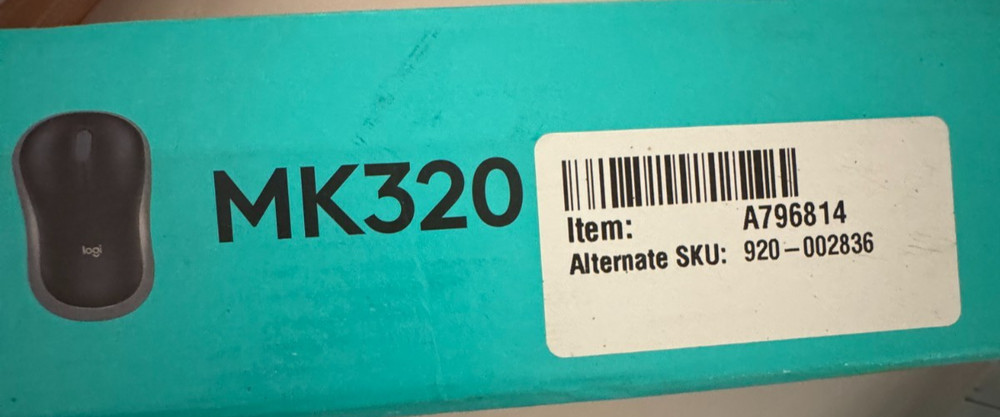 logi
MK320
Item: A796814
Alternate SKU: 920-002836